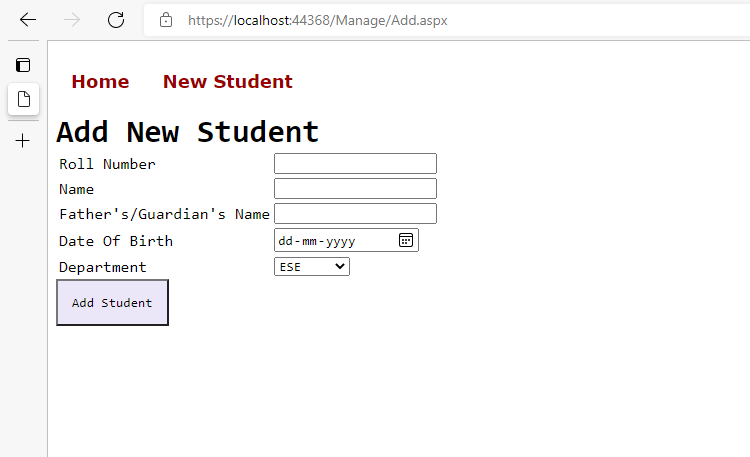 https://localhost:44368/Manage/Add.aspx
Home New Student
Add New Student
Roll Number
Name
Father's/Guardian's Name
Date Of Birth dd-mm-yyyy
Department ESE
Add Student